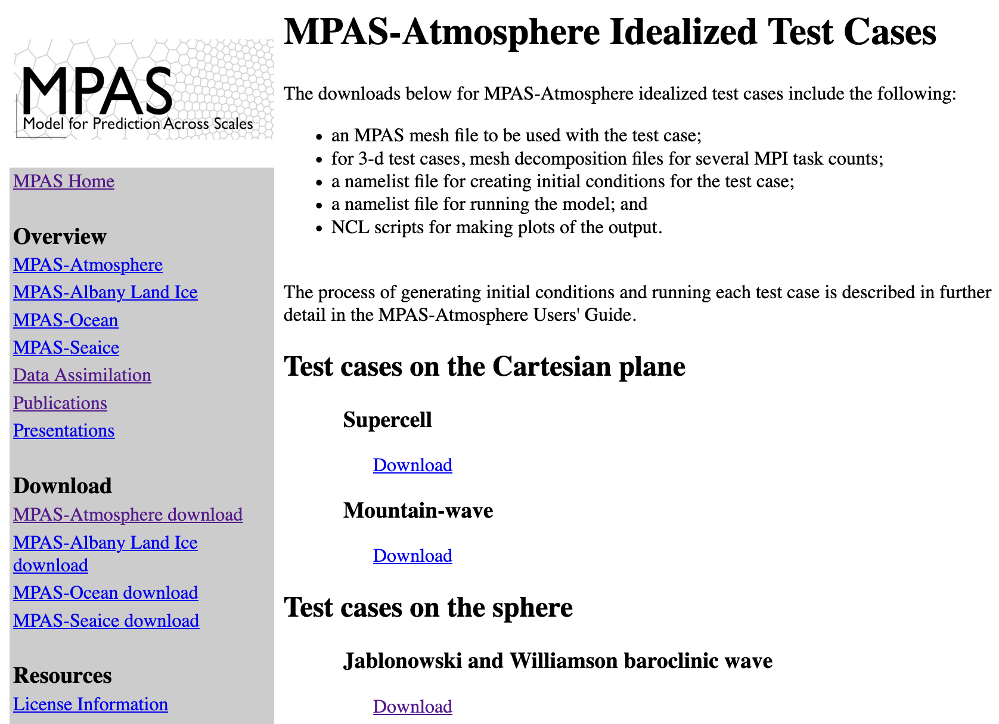 MPAS
Model for Prediction Across Scales
MPAS Home
Overview
MPAS-Atmosphere
MPAS-Albany Land Ice
MPAS-Ocean
MPAS-Seaice
Data Assimilation
Publications
Presentations
Download
MPAS-Atmosphere download
MPAS-Albany Land Ice
download
MPAS-Ocean download
MPAS-Seaice download
Resources
License Information
MPAS-Atmosphere Idealized Test Cases
The downloads below for MPAS-Atmosphere idealized test cases include the following:
• an MPAS mesh file to be used with the test case;
• for 3-d test cases, mesh decomposition files for several MPI task counts;
• a namelist file for creating initial conditions for the test case;
• a namelist file for running the model; and
• NCL scripts for making plots of the output.
The process of generating initial conditions and running each test case is described in further
detail in the MPAS-Atmosphere Users' Guide.
Test cases on the Cartesian plane
Supercell
Download
Mountain-wave
Download
Test cases on the sphere
Jablonowski and Williamson baroclinic wave
Download